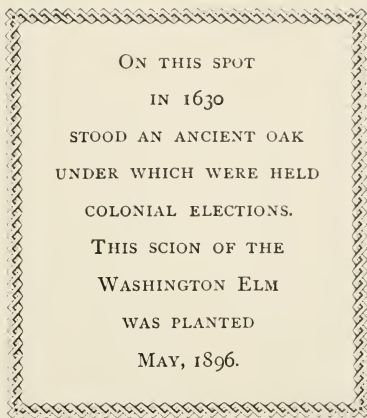 On this spot
in 1630
stood an ancient oak
under which were held
colonial elections.
This scion of the
Washington Elm
was planted
May, 1896.